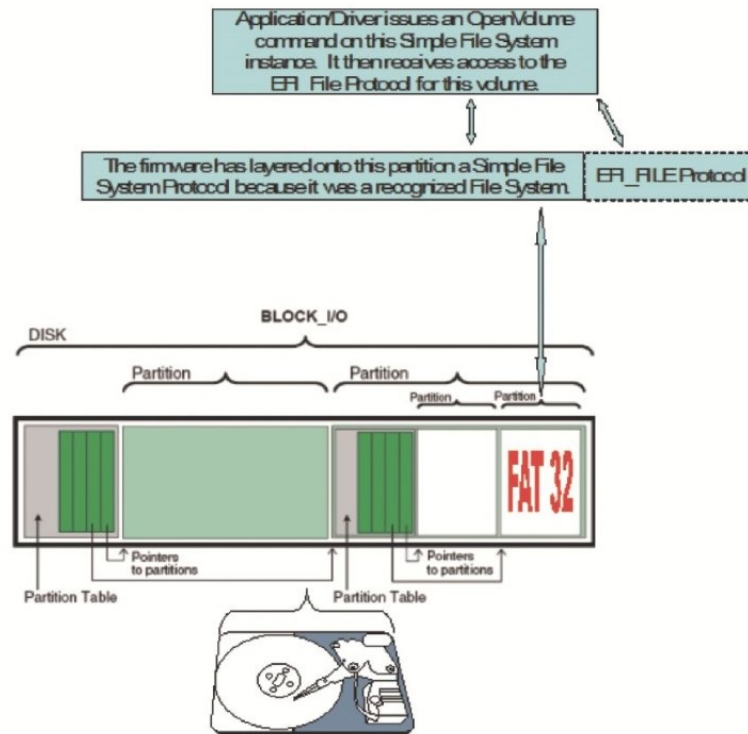 Application/Driver issues an OpenVolume
command on this Simple File System
instance. It then receives access to the
EFI_File Protocol for this volume.
The firmware has layered onto this partition a Simple File
System Protocol because it was a recognized File System.
EFI_FILE Protocol
BLOCK_I/O
DISK
Partition
Partition
Partition
Partition
FAT 32
Pointers
to partitions
Pointers
to partitions
Partition Table
Partition Table